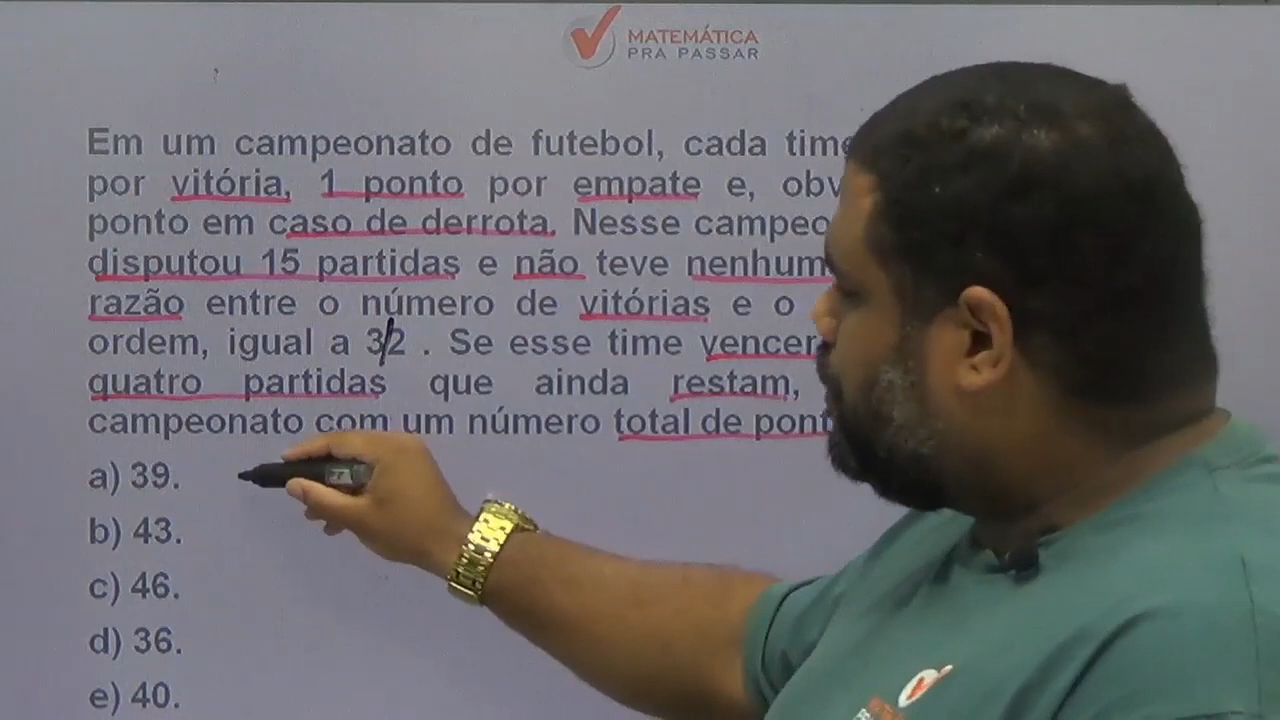 MATEMÁTICA
PRA PASSAR
Em um campeonato de futebol, cada time
por vitória, 1 ponto por empate e, obv
ponto em caso de derrota. Nesse campeo
disputou 15 partidas e não teve nenhum
razão entre o número de vitórias e o
ordem, igual a 3/2 . Se esse time vencer
quatro partidas que ainda restam,
campeonato com um número total de pont
a) 39.
b) 43.
c) 46.
d) 36.
e) 40.